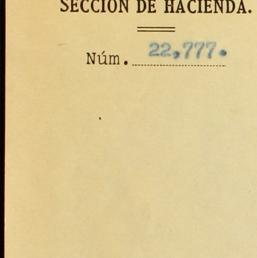 SECCION DE HACIENDA.
Núm. 22,777.